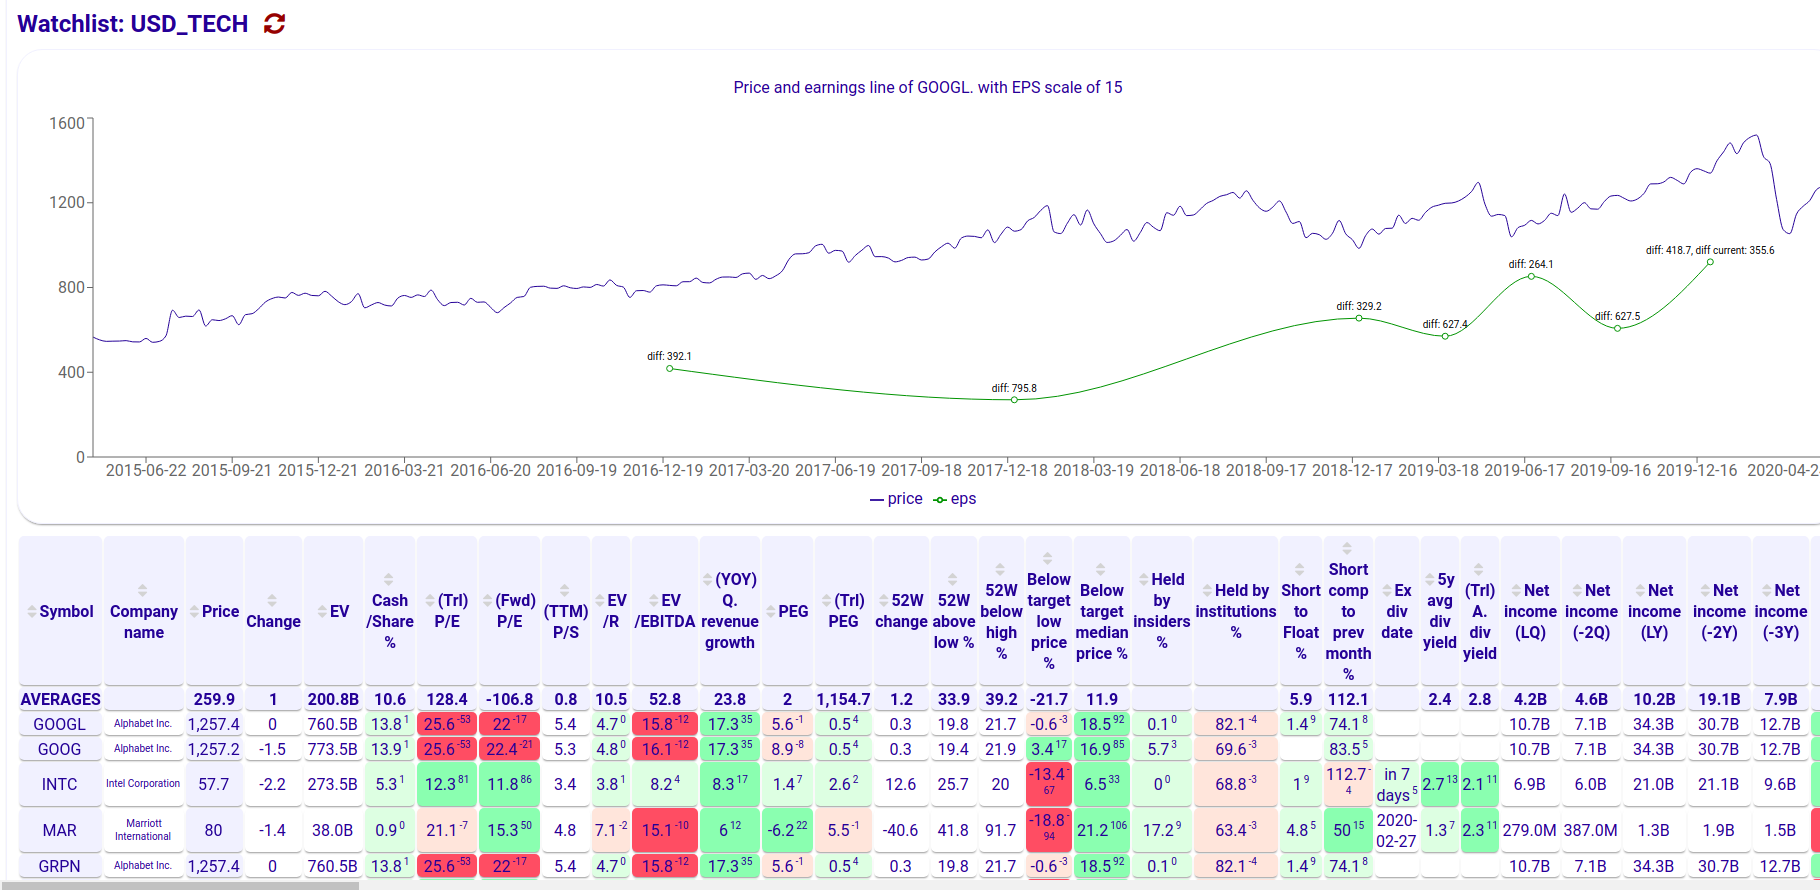 Watchlist: USD_TECH
Price and earnings line of GOOGL. with EPS scale of 15
1600
1200
800
400
0
diff: 392.1
diff: 795.8
diff: 329.2
diff: 627.4
diff: 264.1
diff: 627.5
diff: 418.7, diff current: 355.6
2015-06-22 2015-09-21 2015-12-21 2016-03-21 2016-06-20 2016-09-19 2016-12-19 2017-03-20 2017-06-19 2017-09-18 2017-12-18 2018-03-19 2018-06-18 2018-09-17 2018-12-17 2019-03-18 2019-06-17 2019-09-16 2019-12-16 2020-04-2
price eps
Symbol Company name Price Change EV Cash /Share % (Trl) P/E (Fwd) P/E (TTM) P/S EV /R EV /EBITDA (YOY) Q. revenue growth PEG (Trl) PEG 52W change 52W above low % 52W below high % Below target low price % Below target median price % Held by insiders % Held by institutions % Short to Float % Short comp to prev month % Ex div date 5y avg div yield (Trl) A. div yield Net income (LQ) Net income (-2Q) Net income (LY) Net income (-2Y) Net income (-3Y)
AVERAGES 259.9 1 200.8B 10.6 128.4 -106.8 0.8 10.5 52.8 23.8 2 1,154.7 1.2 33.9 39.2 -21.7 11.9 5.9 112.1 2.4 2.8 4.2B 4.6B 10.2B 19.1B 7.9B
GOOGL Alphabet Inc. 1,257.4 0 760.5B 13.8 1 25.6 -53 22 -17 5.4 4.7 0 15.8 -12 17.3 35 5.6 -1 0.5 4 0.3 19.8 21.7 -0.6 -3 18.5 92 0.1 0 82.1 -4 1.4 9 74.1 8 10.7B 7.1B 34.3B 30.7B 12.7B
GOOG Alphabet Inc. 1,257.2 -1.5 773.5B 13.9 1 25.6 -53 22.4 -21 5.3 4.8 0 16.1 -12 17.3 35 8.9 -8 0.5 4 0.3 19.4 21.9 3.4 17 16.9 85 5.7 3 69.6 -3 83.5 5 10.7B 7.1B 34.3B 30.7B 12.7B
INTC Intel Corporation 57.7 -2.2 273.5B 5.3 1 12.3 81 11.8 86 3.4 3.8 1 8.2 4 8.3 17 1.4 7 2.6 2 12.6 25.7 20 -13.4 -67 6.5 33 0 0 68.8 -3 1 9 112.7 -4 in 7 days 5 2.7 13 2.1 11 6.9B 6.0B 21.0B 21.1B 9.6B
MAR Marriott International 80 -1.4 38.0B 0.9 0 21.1 -7 15.3 50 4.8 7.1 -2 15.1 -10 6 12 -6.2 22 5.5 -1 -40.6 41.8 91.7 -18.8 -94 21.2 106 17.2 9 63.4 -3 4.8 5 50 15 2020-02-27 1.3 7 2.3 11 279.0M 387.0M 1.3B 1.9B 1.5B
GRPN Alphabet Inc. 1,257.4 0 760.5B 13.8 1 25.6 -53 22 -17 5.4 4.7 0 15.8 -12 17.3 35 5.6 -1 0.5 4 0.3 19.8 21.7 -0.6 -3 18.5 92 0.1 0 82.1 -4 1.4 9 74.1 8 10.7B 7.1B 34.3B 30.7B 12.7B